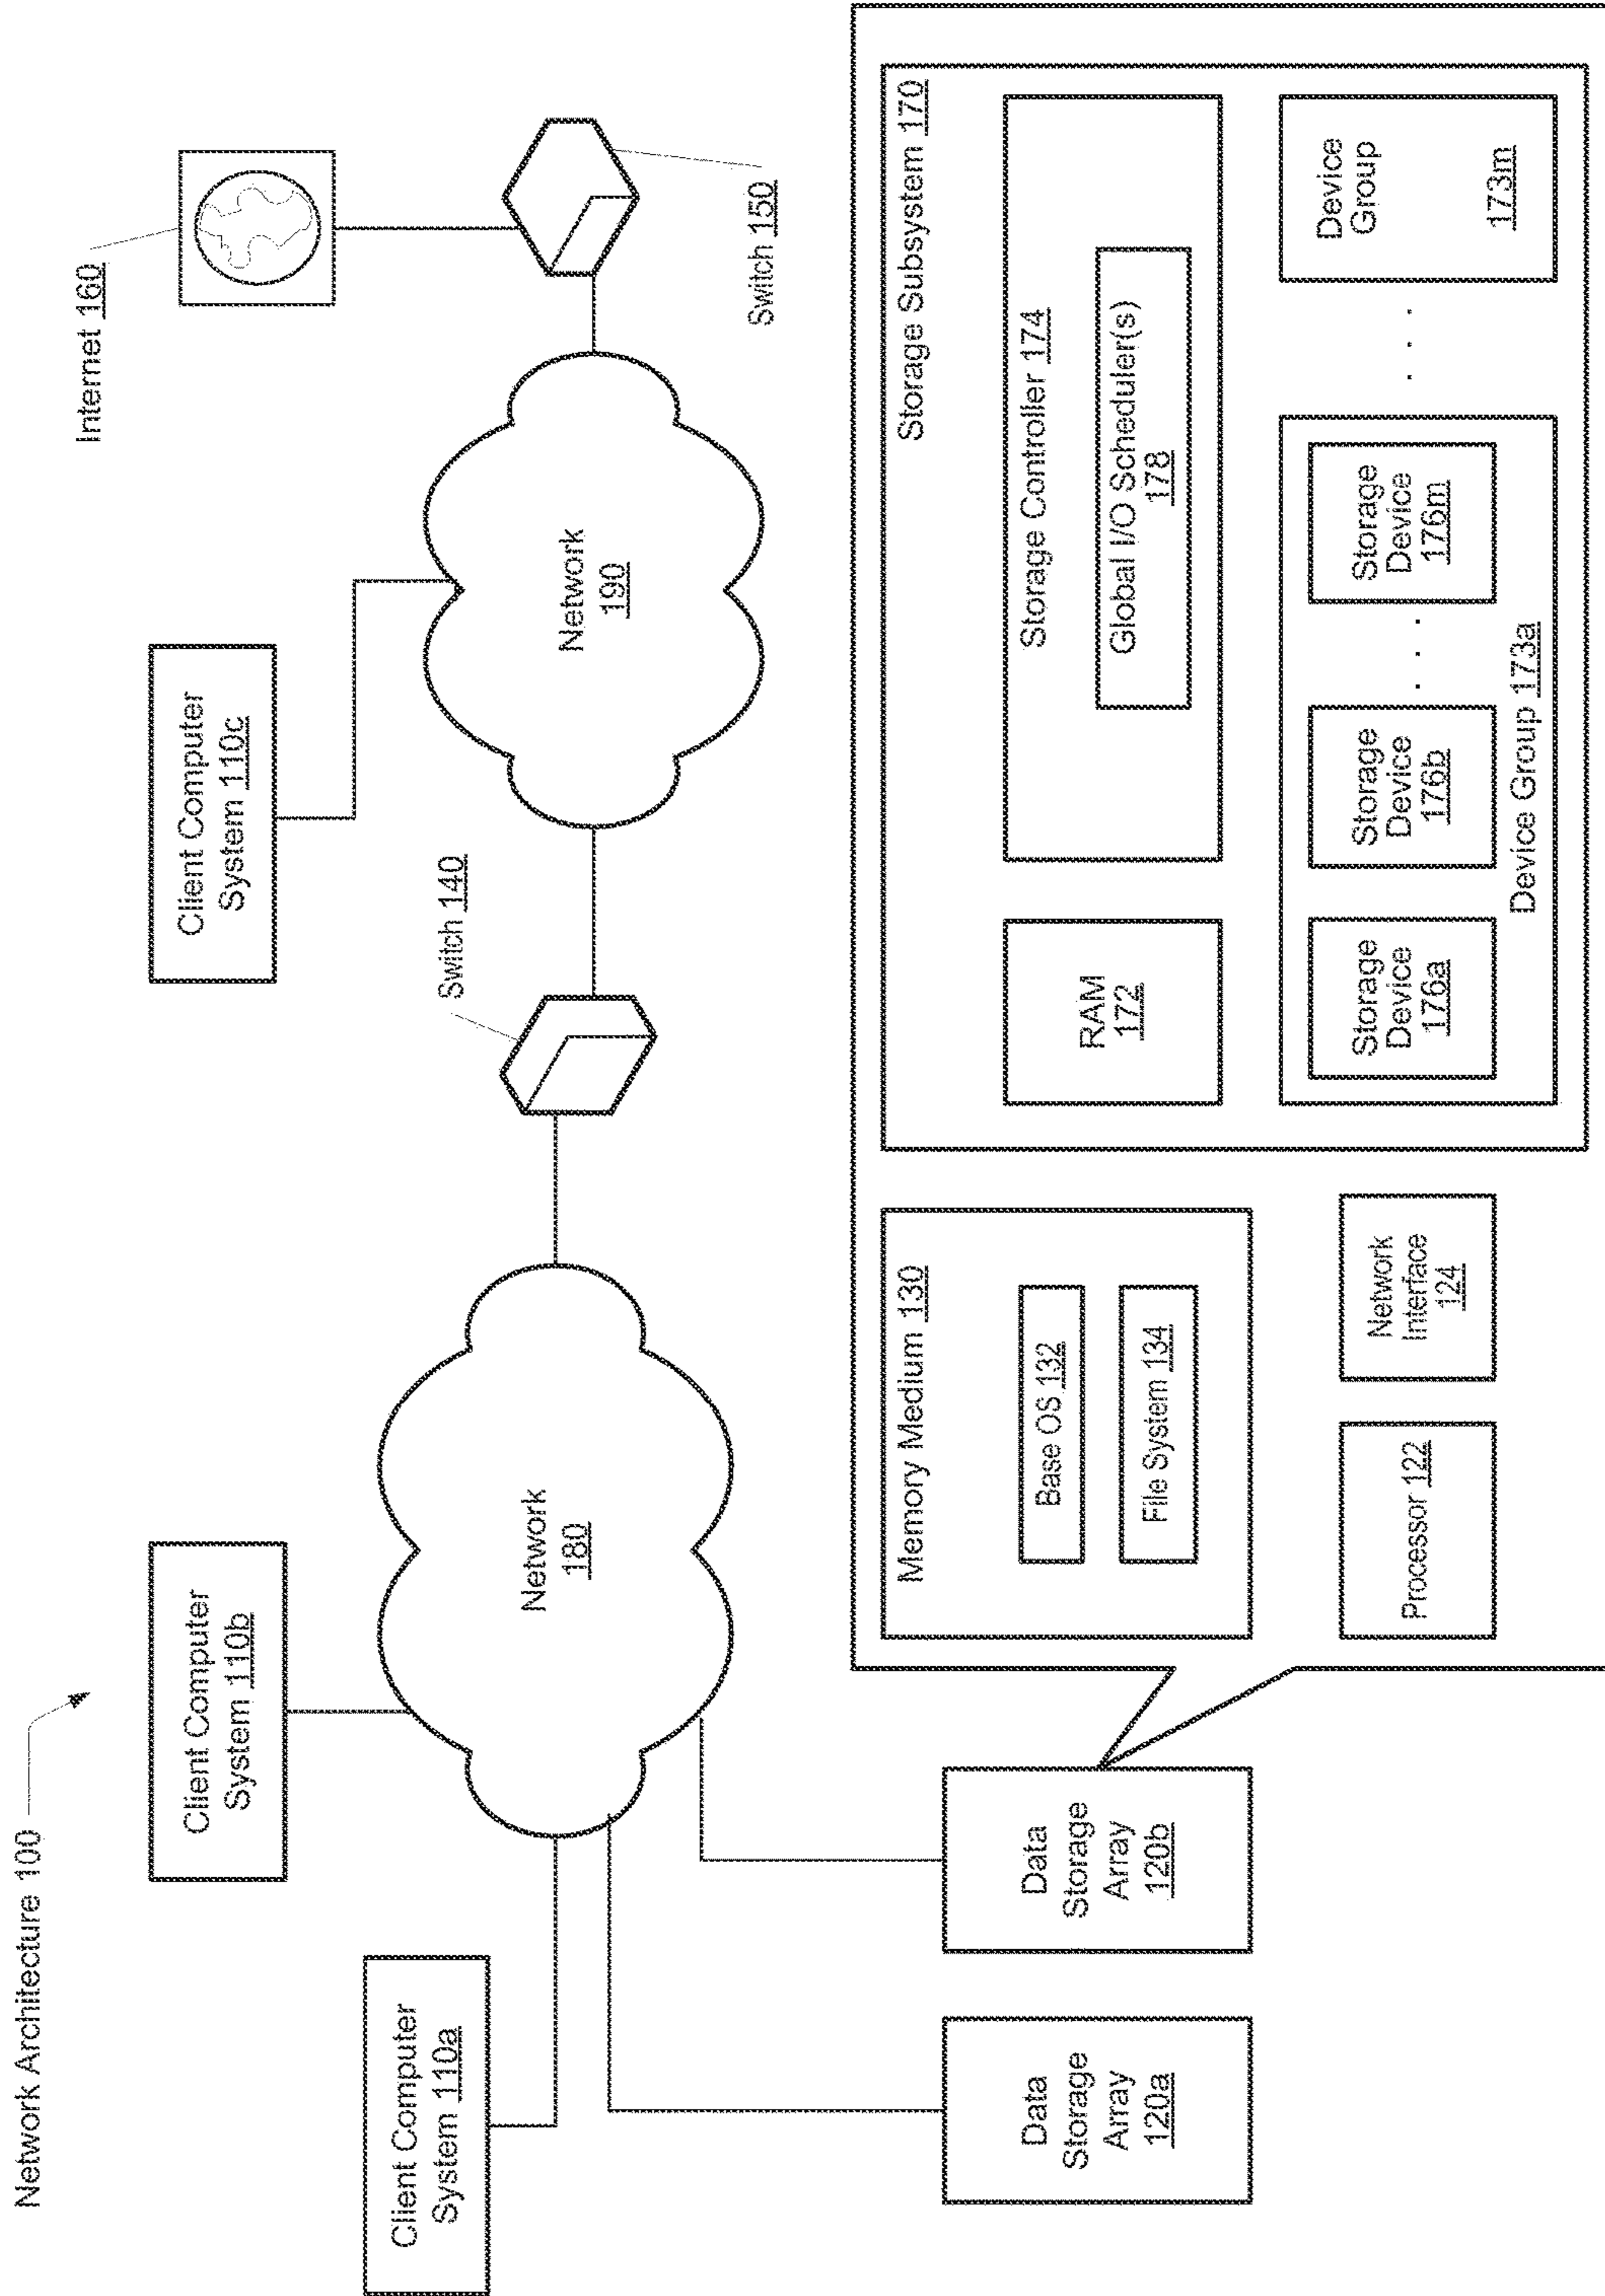 Network Architecture 100
Client Computer
System 110a
Client Computer
System 110b
Client Computer
System 110c
Internet 160
Switch 140
Switch 150
Network
180
Network
190
Data
Storage
Array
120a
Data
Storage
Array
120b
Memory Medium 130
Base OS 132
File System 134
Processor 122
Network
Interface
124
Storage Subsystem 170
RAM
172
Storage Controller 174
Global I/O Scheduler(s)
178
Storage
Device
176a
Storage
Device
176b
. . .
Storage
Device
176m
Device Group 173a
. . .
Device
Group
173m